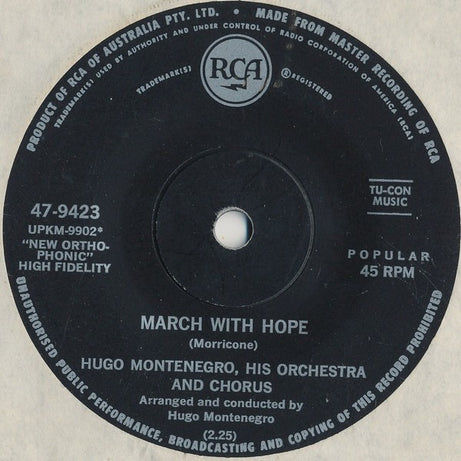 PRODUCT OF RCA OF AUSTRALIA PTY. LTD. • MADE FROM MASTER RECORDING OF RCA
TRADEMARK(S) USED BY AUTHORITY AND UNDER CONTROL OF RADIO CORPORATION OF AMERICA (RCA)
RCA
TRADEMARK(S) ® REGISTERED
47-9423
UPKM-9902*
"NEW ORTHO-
PHONIC"
HIGH FIDELITY
TU-CON
MUSIC
POPULAR
45 RPM
MARCH WITH HOPE
(Morricone)
HUGO MONTENEGRO, HIS ORCHESTRA
AND CHORUS
Arranged and conducted by
Hugo Montenegro
(2.25)
UNAUTHORISED PUBLIC PERFORMANCE, BROADCASTING AND COPYING OF THIS RECORD PROHIBITED